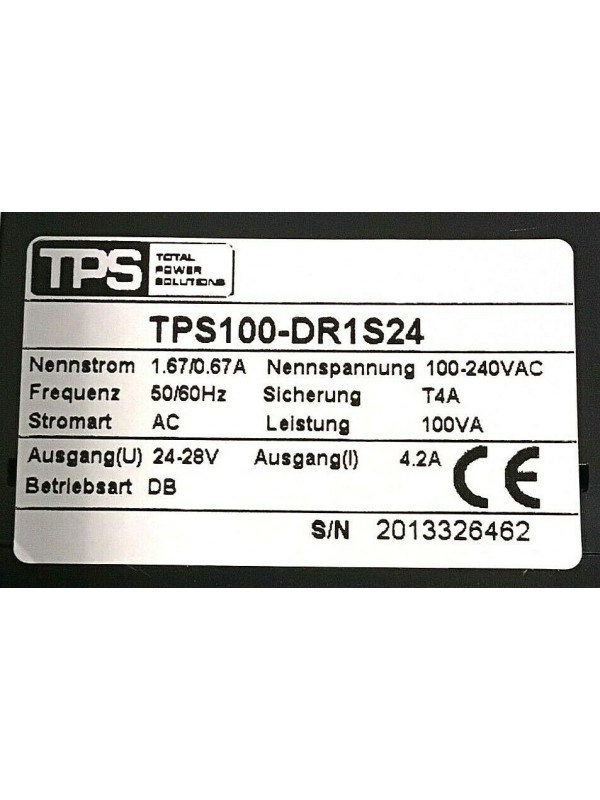 TPS TOTAL
POWER
SOLUTIONS
TPS100-DR1S24
Nennstrom 1.67/0.67A Nennspannung 100-240VAC
Frequenz 50/60Hz Sicherung T4A
Stromart AC Leistung 100VA
Ausgang(U) 24-28V Ausgang(I) 4.2A CE
Betriebsart DB
S/N 2013326462